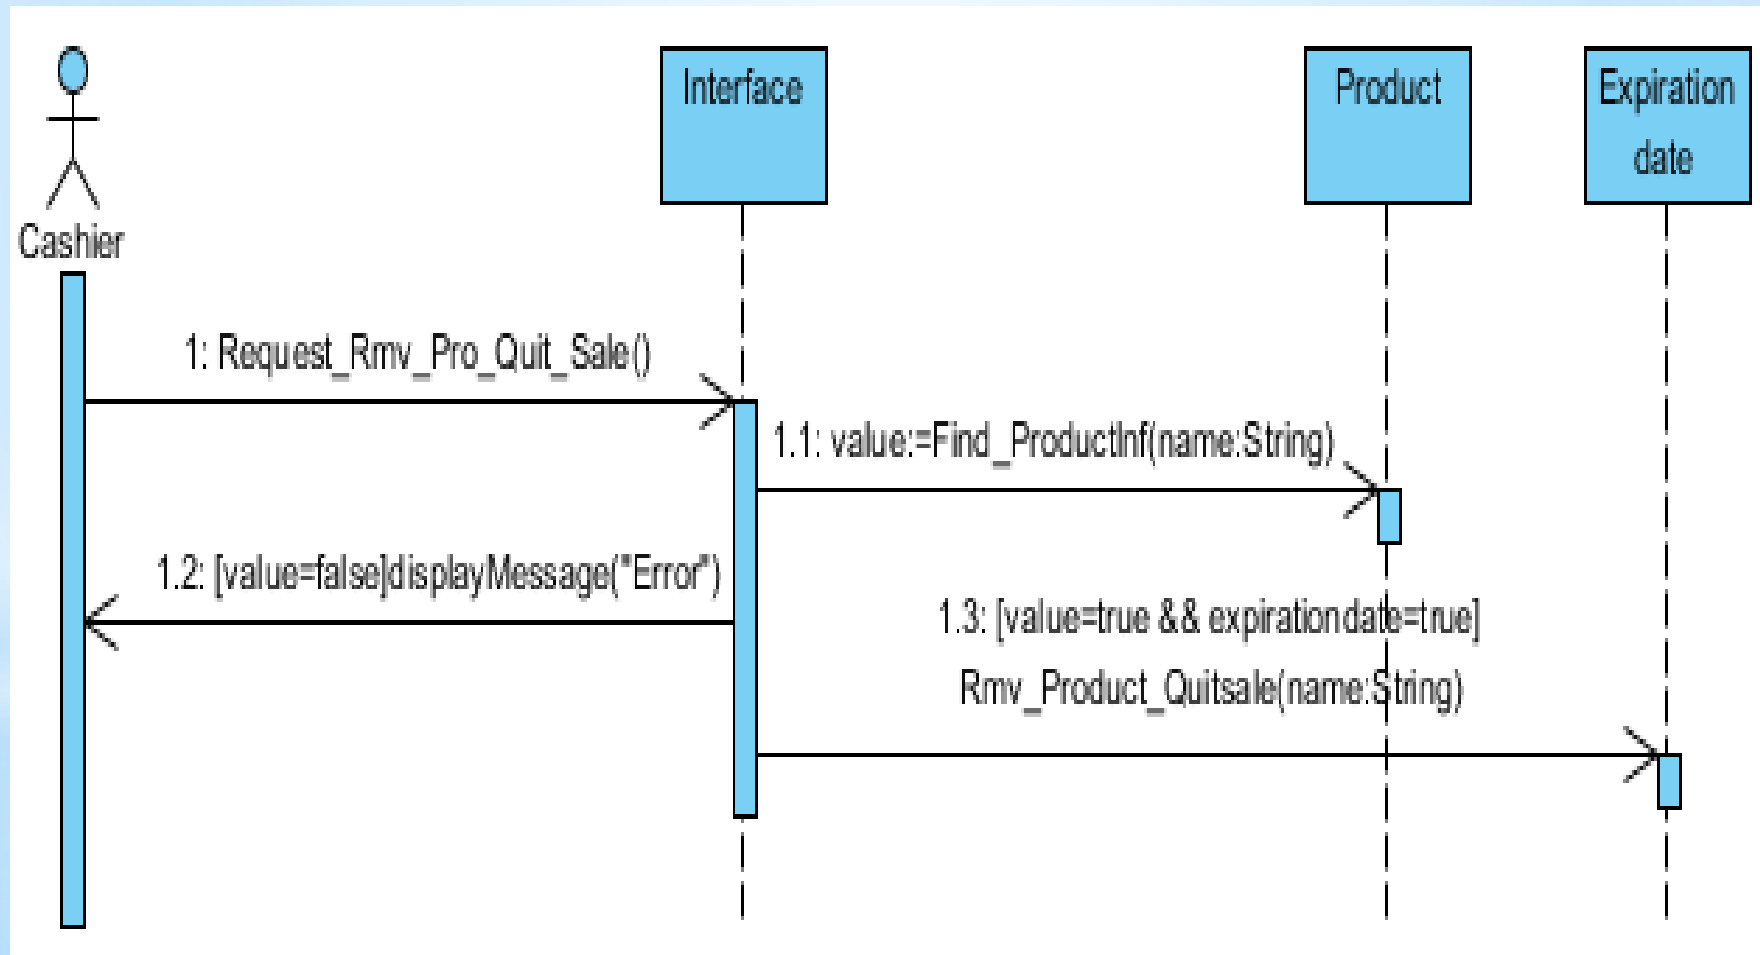 Interface
Product
Expiration
date
Cashier
1: Request_Rmv_Pro_Quit_Sale()
1.1: value:=Find_ProductInf(name:String)
1.2: [value=false]displayMessage("Error")
1.3: [value=true && expirationdate=true]
Rmv_Product_Quitsale(name:String)